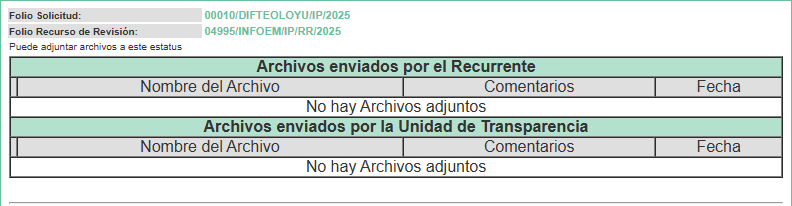 Folio Solicitud: 00010/DIFTEOLOYU/IP/2025
Folio Recurso de Revisión: 04995/INFOEM/IP/RR/2025
Puede adjuntar archivos a este estatus
Archivos enviados por el Recurrente
Nombre del Archivo Comentarios Fecha
No hay Archivos adjuntos
Archivos enviados por la Unidad de Transparencia
Nombre del Archivo Comentarios Fecha
No hay Archivos adjuntos